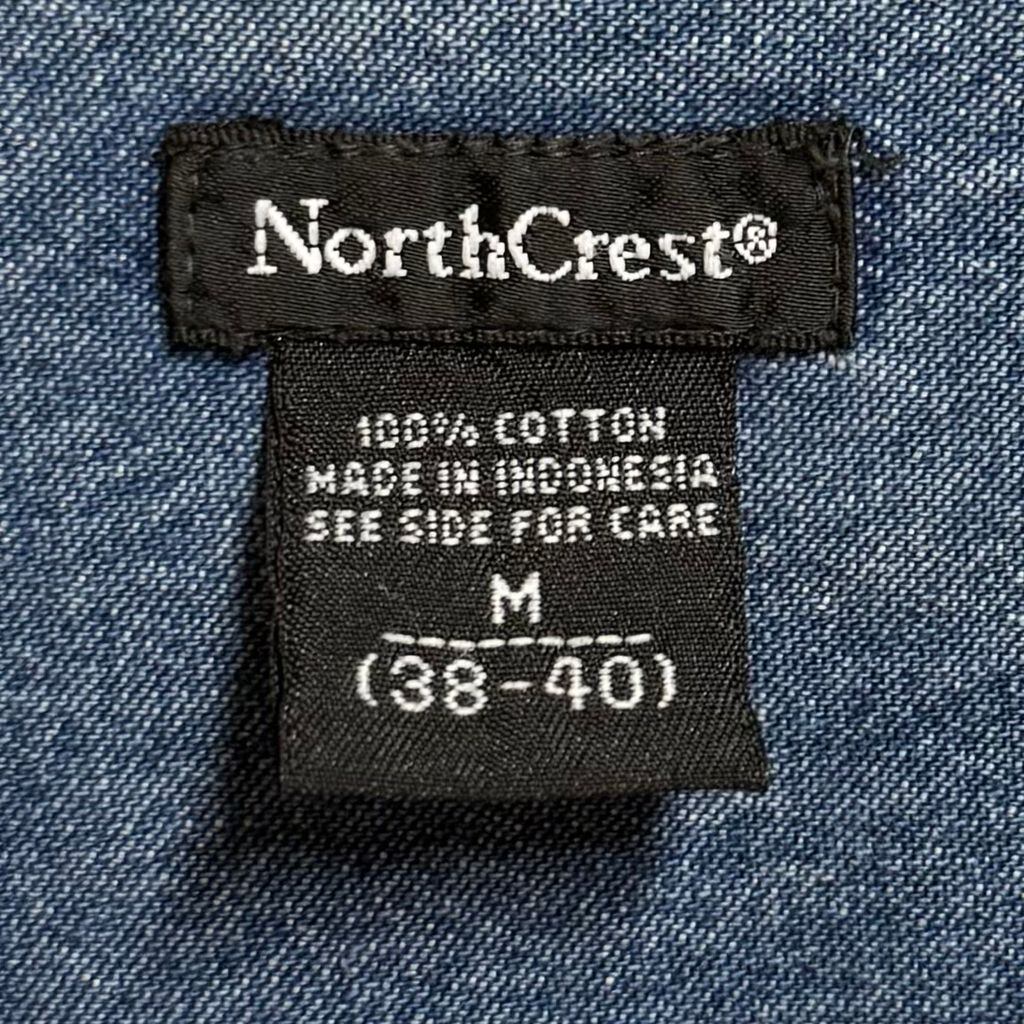 NorthCrest®
100% COTTON
MADE IN INDONESIA
SEE SIDE FOR CARE
M
(38-40)